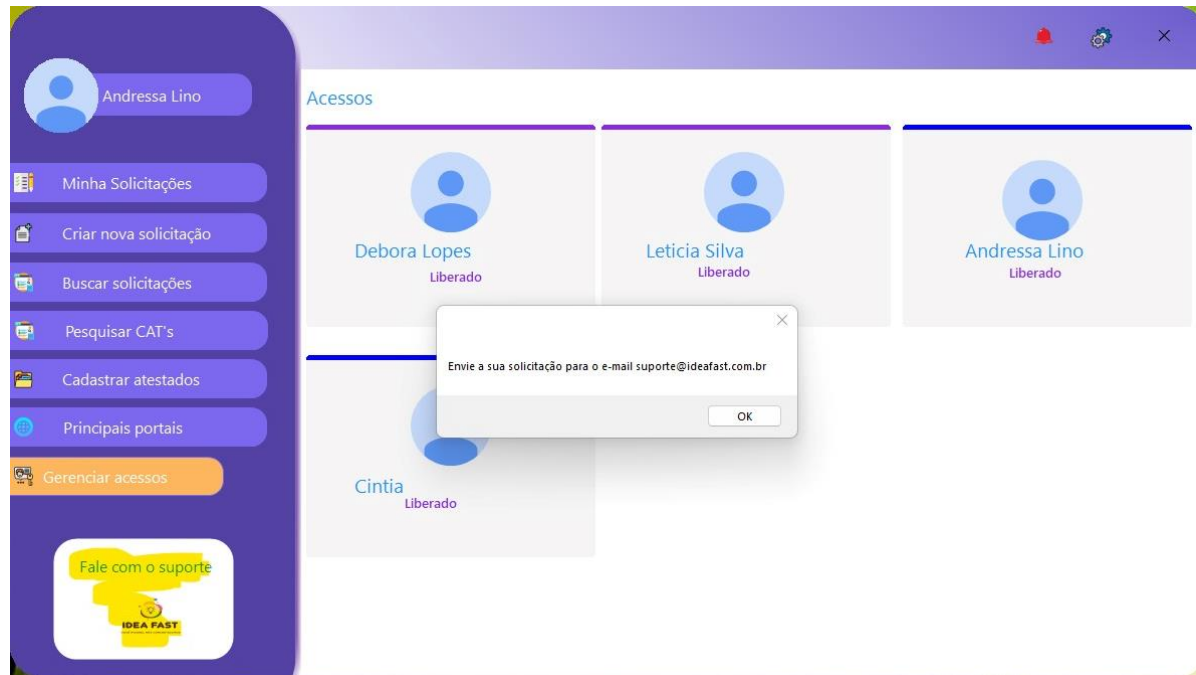 Andressa Lino
Minha Solicitações
Criar nova solicitação
Buscar solicitações
Pesquisar CAT's
Cadastrar atestados
Principais portais
Gerenciar acessos
Fale com o suporte
IDEA FAST
Acessos
Debora Lopes
Liberado
Leticia Silva
Liberado
Andressa Lino
Liberado
Cintia
Liberado
Envie a sua solicitação para o e-mail suporte@ideafast.com.br
OK